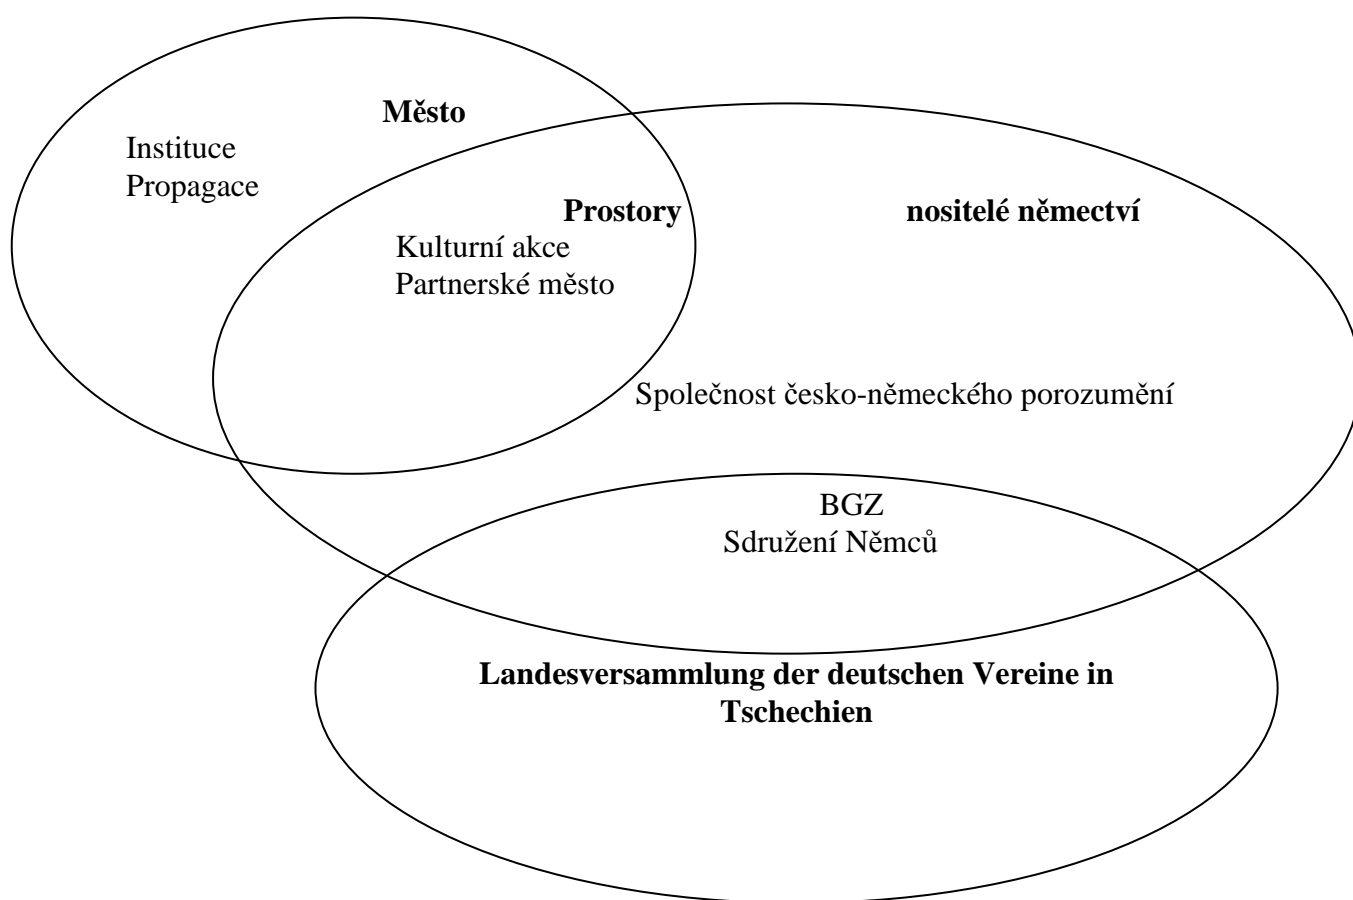 Město
Instituce
Propagace
Prostory
nositelé němectví
Kulturní akce
Partnerské město
Společnost česko-německého porozumění
BGZ
Sdružení Němců
Landesversammlung der deutschen Vereine in
Tschechien